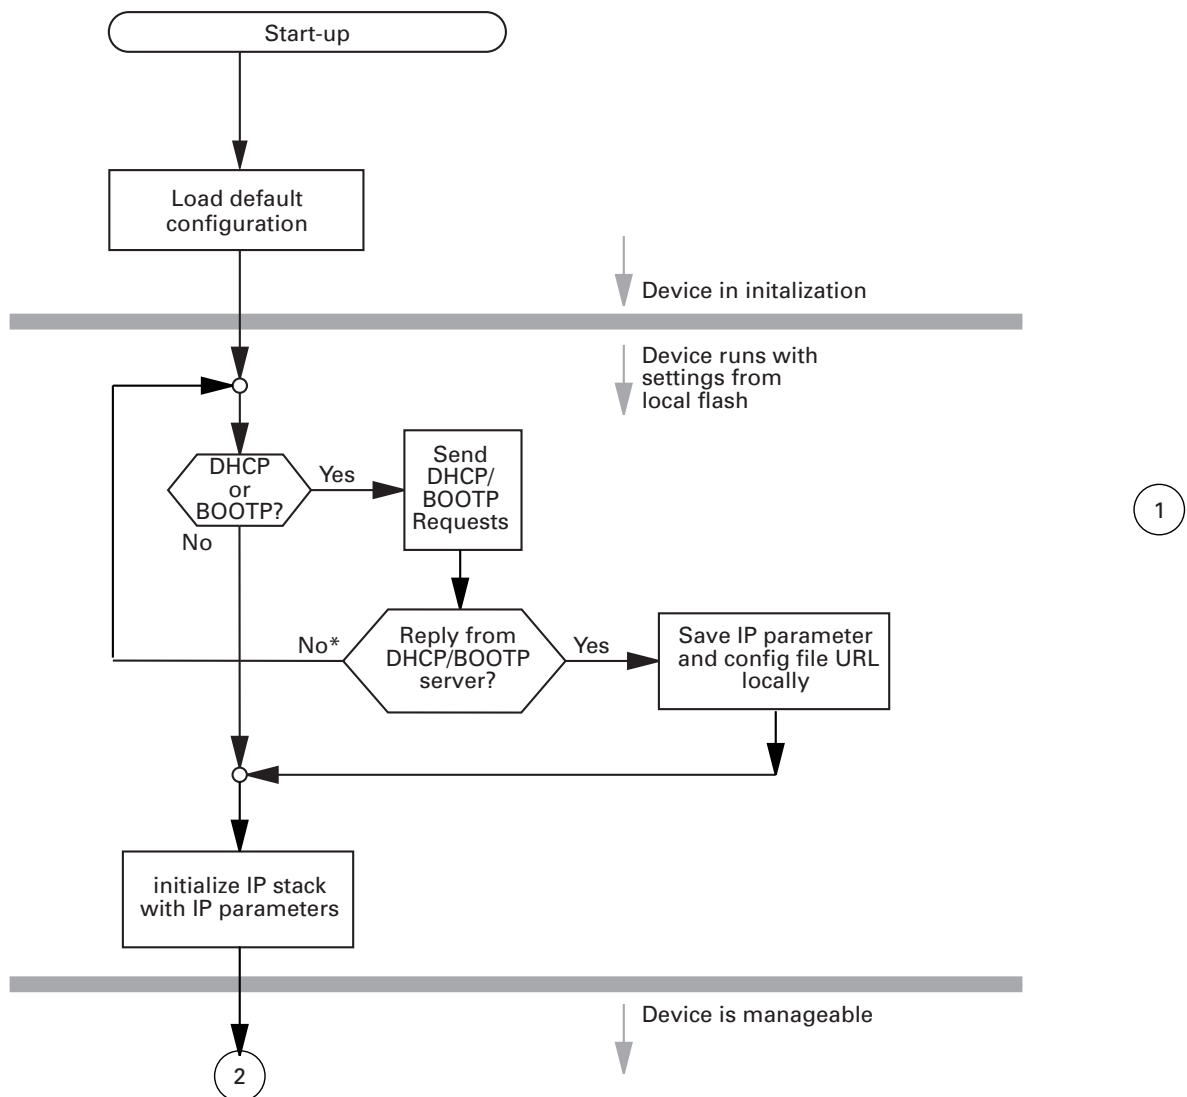 Start-up
Load default
configuration
Device in initalization
Device runs with
settings from
local flash
DHCP
or
BOOTP?
Yes
No
Send
DHCP/
BOOTP
Requests
1
Reply from
DHCP/BOOTP
server?
No*
Yes
Save IP parameter
and config file URL
locally
initialize IP stack
with IP parameters
Device is manageable
2